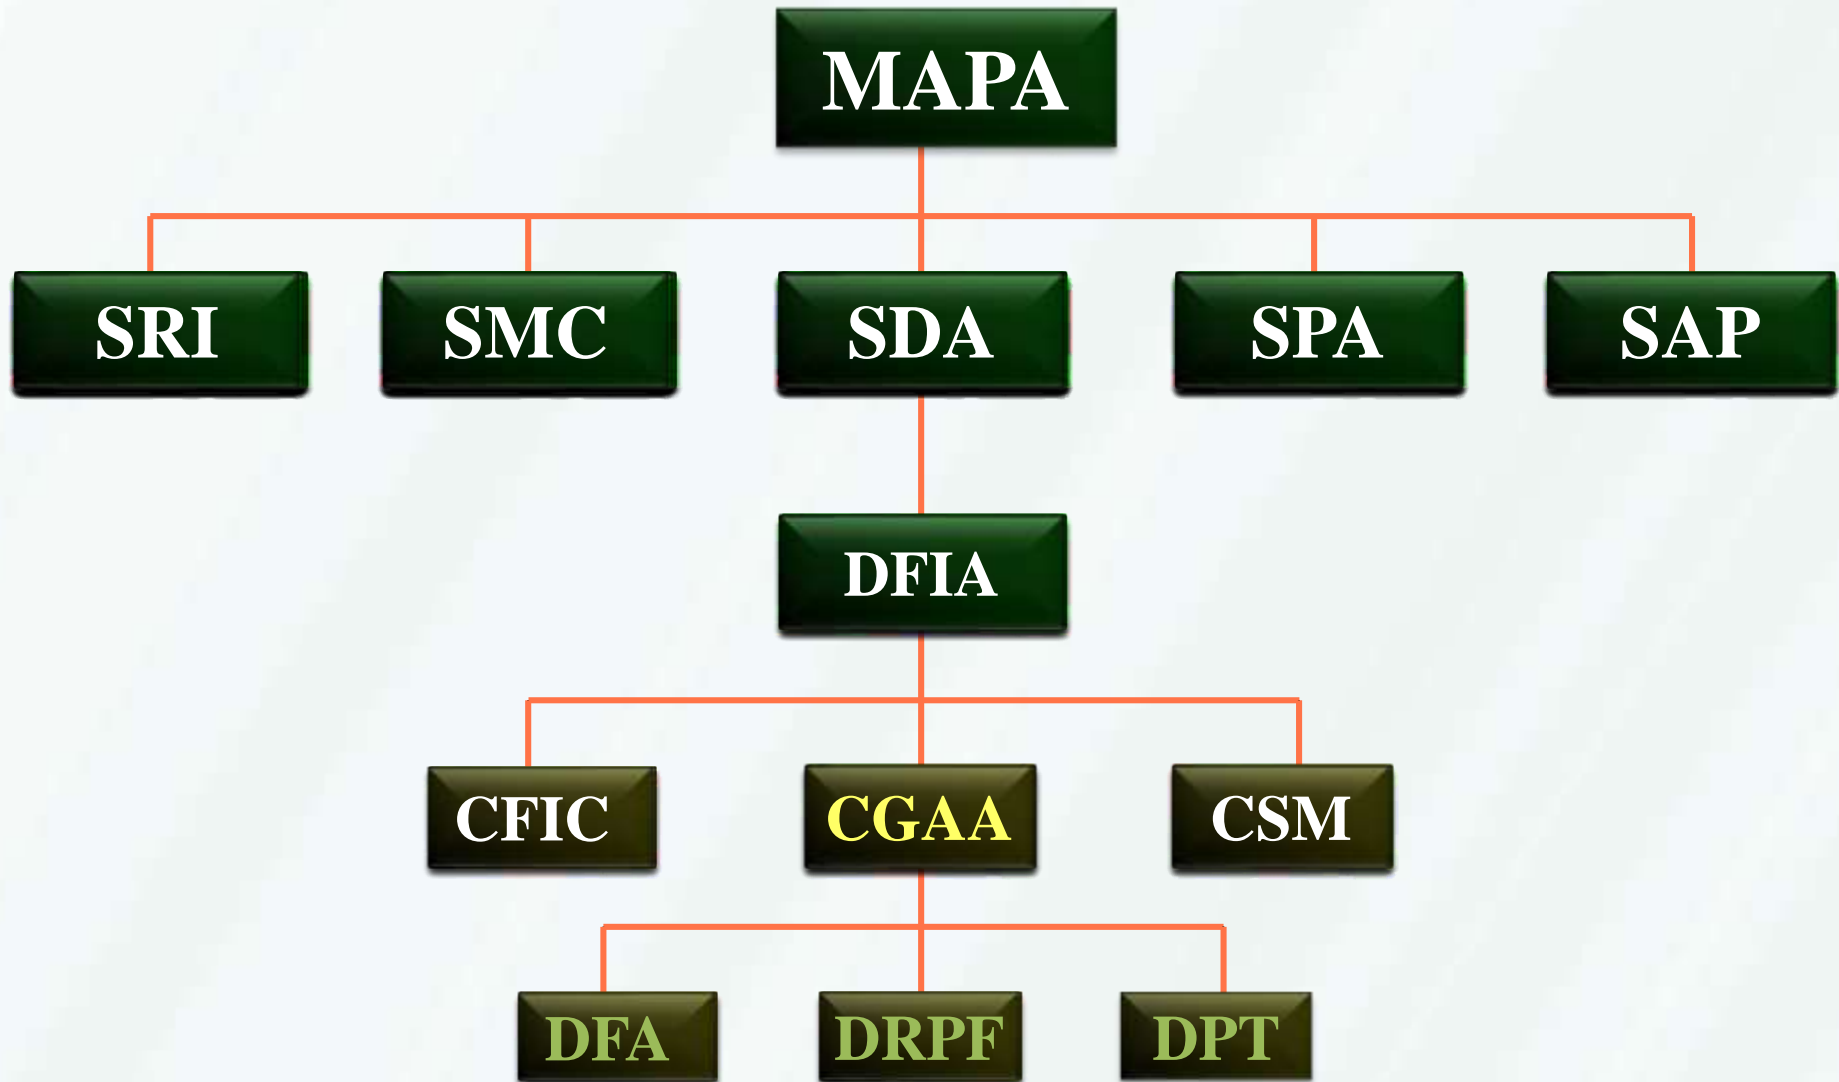 MAPA
SRI SMC SDA SPA SAP
DFIA
CFIC CGAA CSM
DFA DRPF DPT